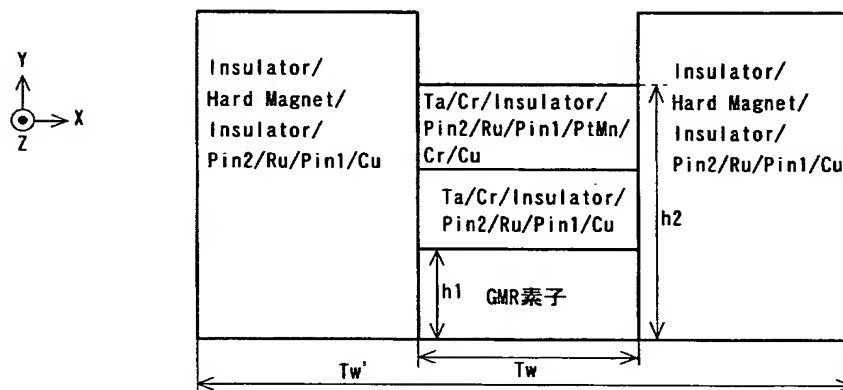 Y
X
Z
Insulator/
Hard Magnet/
Insulator/
Pin2/Ru/Pin1/Cu
Ta/Cr/Insulator/
Pin2/Ru/Pin1/PtMn/
Cr/Cu
Ta/Cr/Insulator/
Pin2/Ru/Pin1/Cu
h1
GMR素子
Insulator/
Hard Magnet/
Insulator/
Pin2/Ru/Pin1/Cu
h2
Tw'
Tw